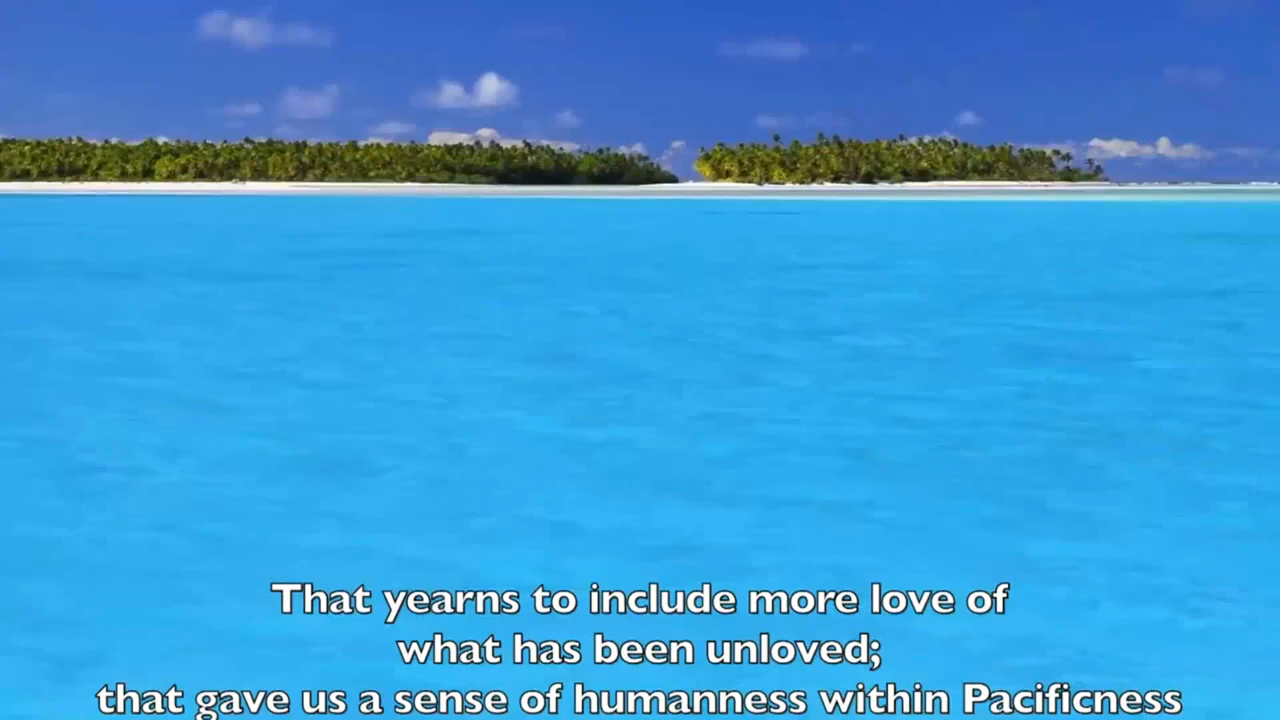 That yearns to include more love of
what has been unloved;
that gave us a sense of humanness within Pacificness